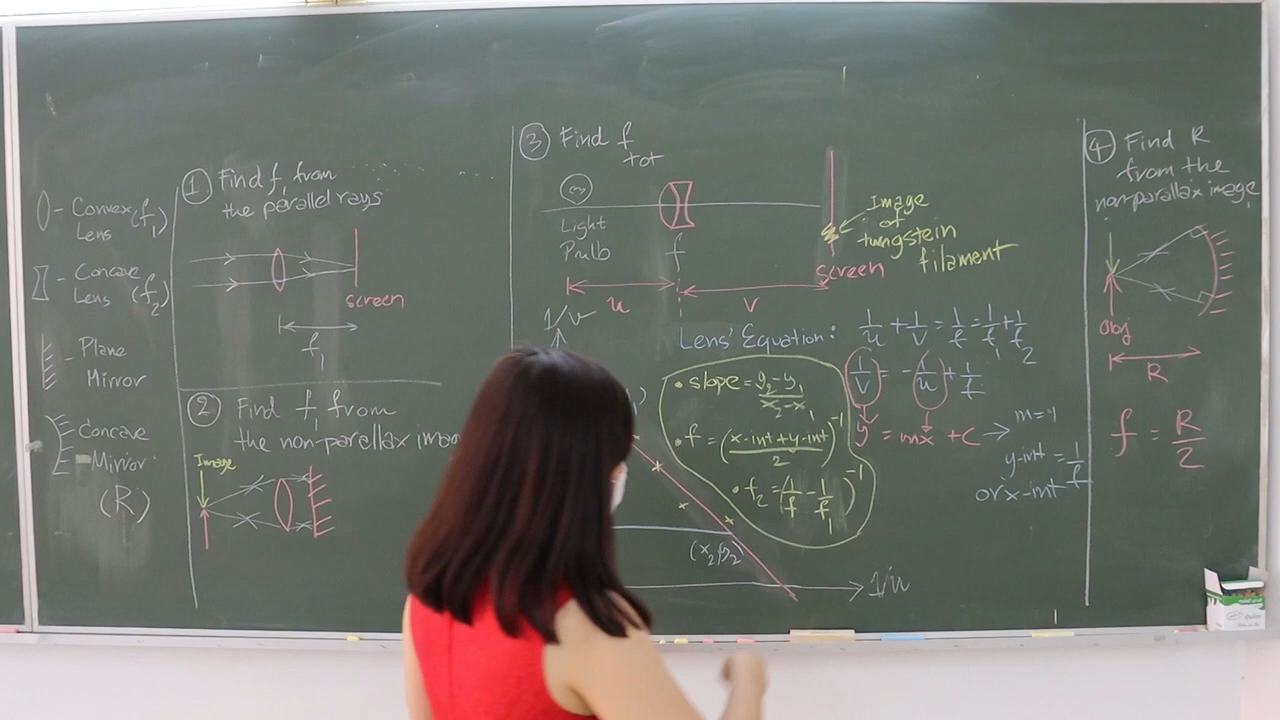 - Convex (f₁)
Lens
- Concave
Lens (f₂)
- Plane
Mirror
Concave
- Mirror
(R)
① Find f₁ from
the parallel rays
screen
f₁
② Find f₁ from
the non-parellax
Image
③ Find f tot
Light
Bulb
f
Image
of
tungstein
filament
screen
u
v
1/v
Lens' Equation: 1/u + 1/v = 1/f = 1/f₁ + 1/f₂
1/v = -1/u + 1/f
y = mx + c → m=-1
y-int = 1/f
or x-int
• slope = y₂-y₁/x₂-x₁
• f = (x-int + y-int/2)⁻¹
• f₂ = (1/f - 1/f₁)⁻¹
(x₂,y₂)
1/u
④ Find R
from the
non-parallax image
obj
R
f = R/2